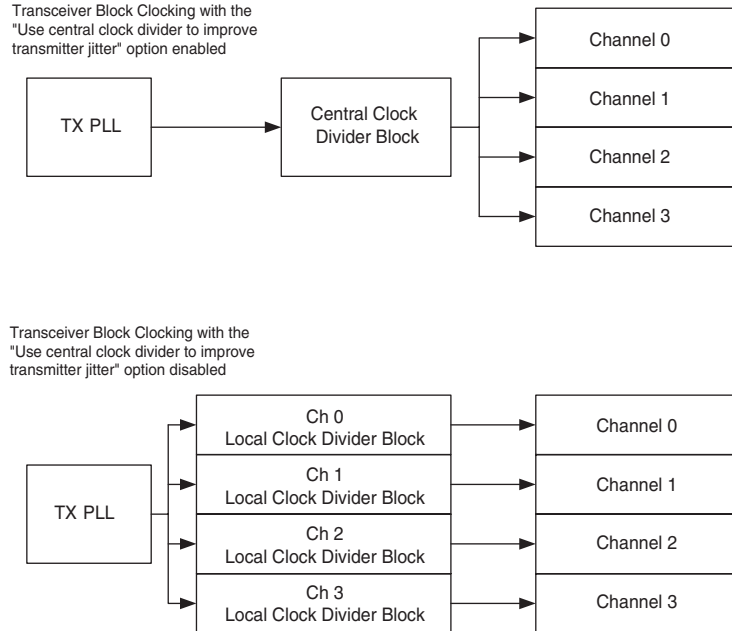 Transceiver Block Clocking with the
"Use central clock divider to improve
transmitter jitter" option enabled
TX PLL
Central Clock
Divider Block
Channel 0
Channel 1
Channel 2
Channel 3
Transceiver Block Clocking with the
"Use central clock divider to improve
transmitter jitter" option disabled
TX PLL
Ch 0
Local Clock Divider Block
Ch 1
Local Clock Divider Block
Ch 2
Local Clock Divider Block
Ch 3
Local Clock Divider Block
Channel 0
Channel 1
Channel 2
Channel 3